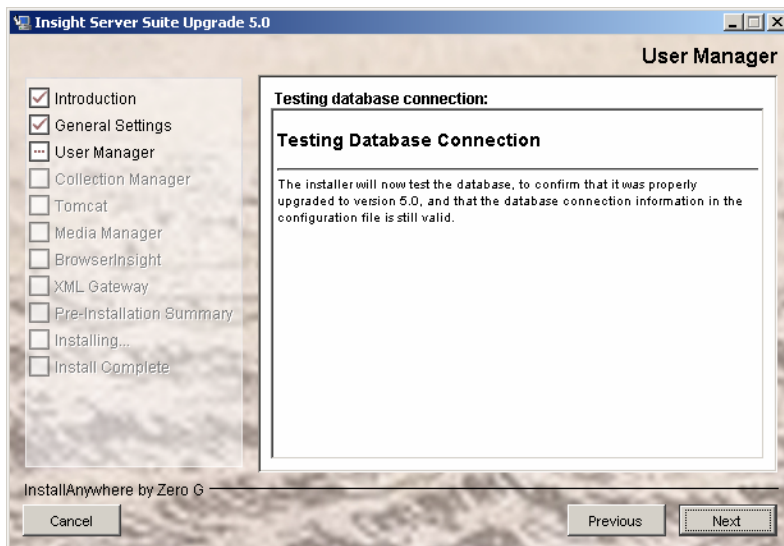 Insight Server Suite Upgrade 5.0
User Manager
Introduction
General Settings
User Manager
Collection Manager
Tomcat
Media Manager
BrowserInsight
XML Gateway
Pre-Installation Summary
Installing...
Install Complete
Testing database connection:
Testing Database Connection
The installer will now test the database, to confirm that it was properly
upgraded to version 5.0, and that the database connection information in the
configuration file is still valid.
InstallAnywhere by Zero G
Cancel
Previous
Next